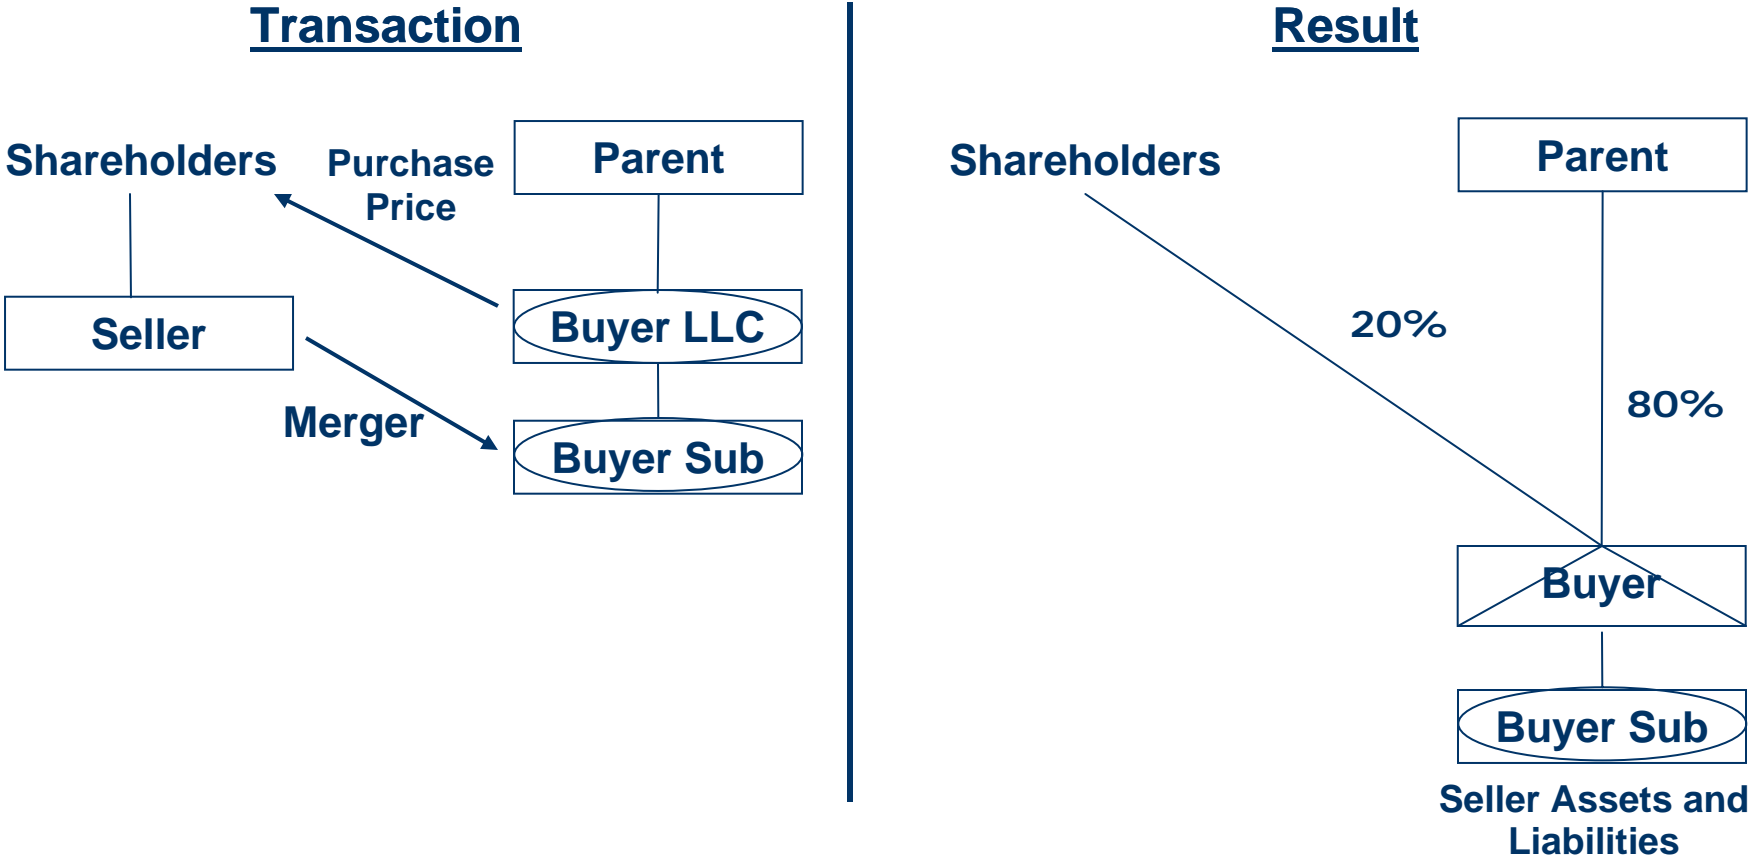 Transaction
Result
Shareholders
Purchase
Price
Parent
Seller
Buyer LLC
Merger
Buyer Sub
Shareholders
Parent
20%
80%
Buyer
Buyer Sub
Seller Assets and
Liabilities